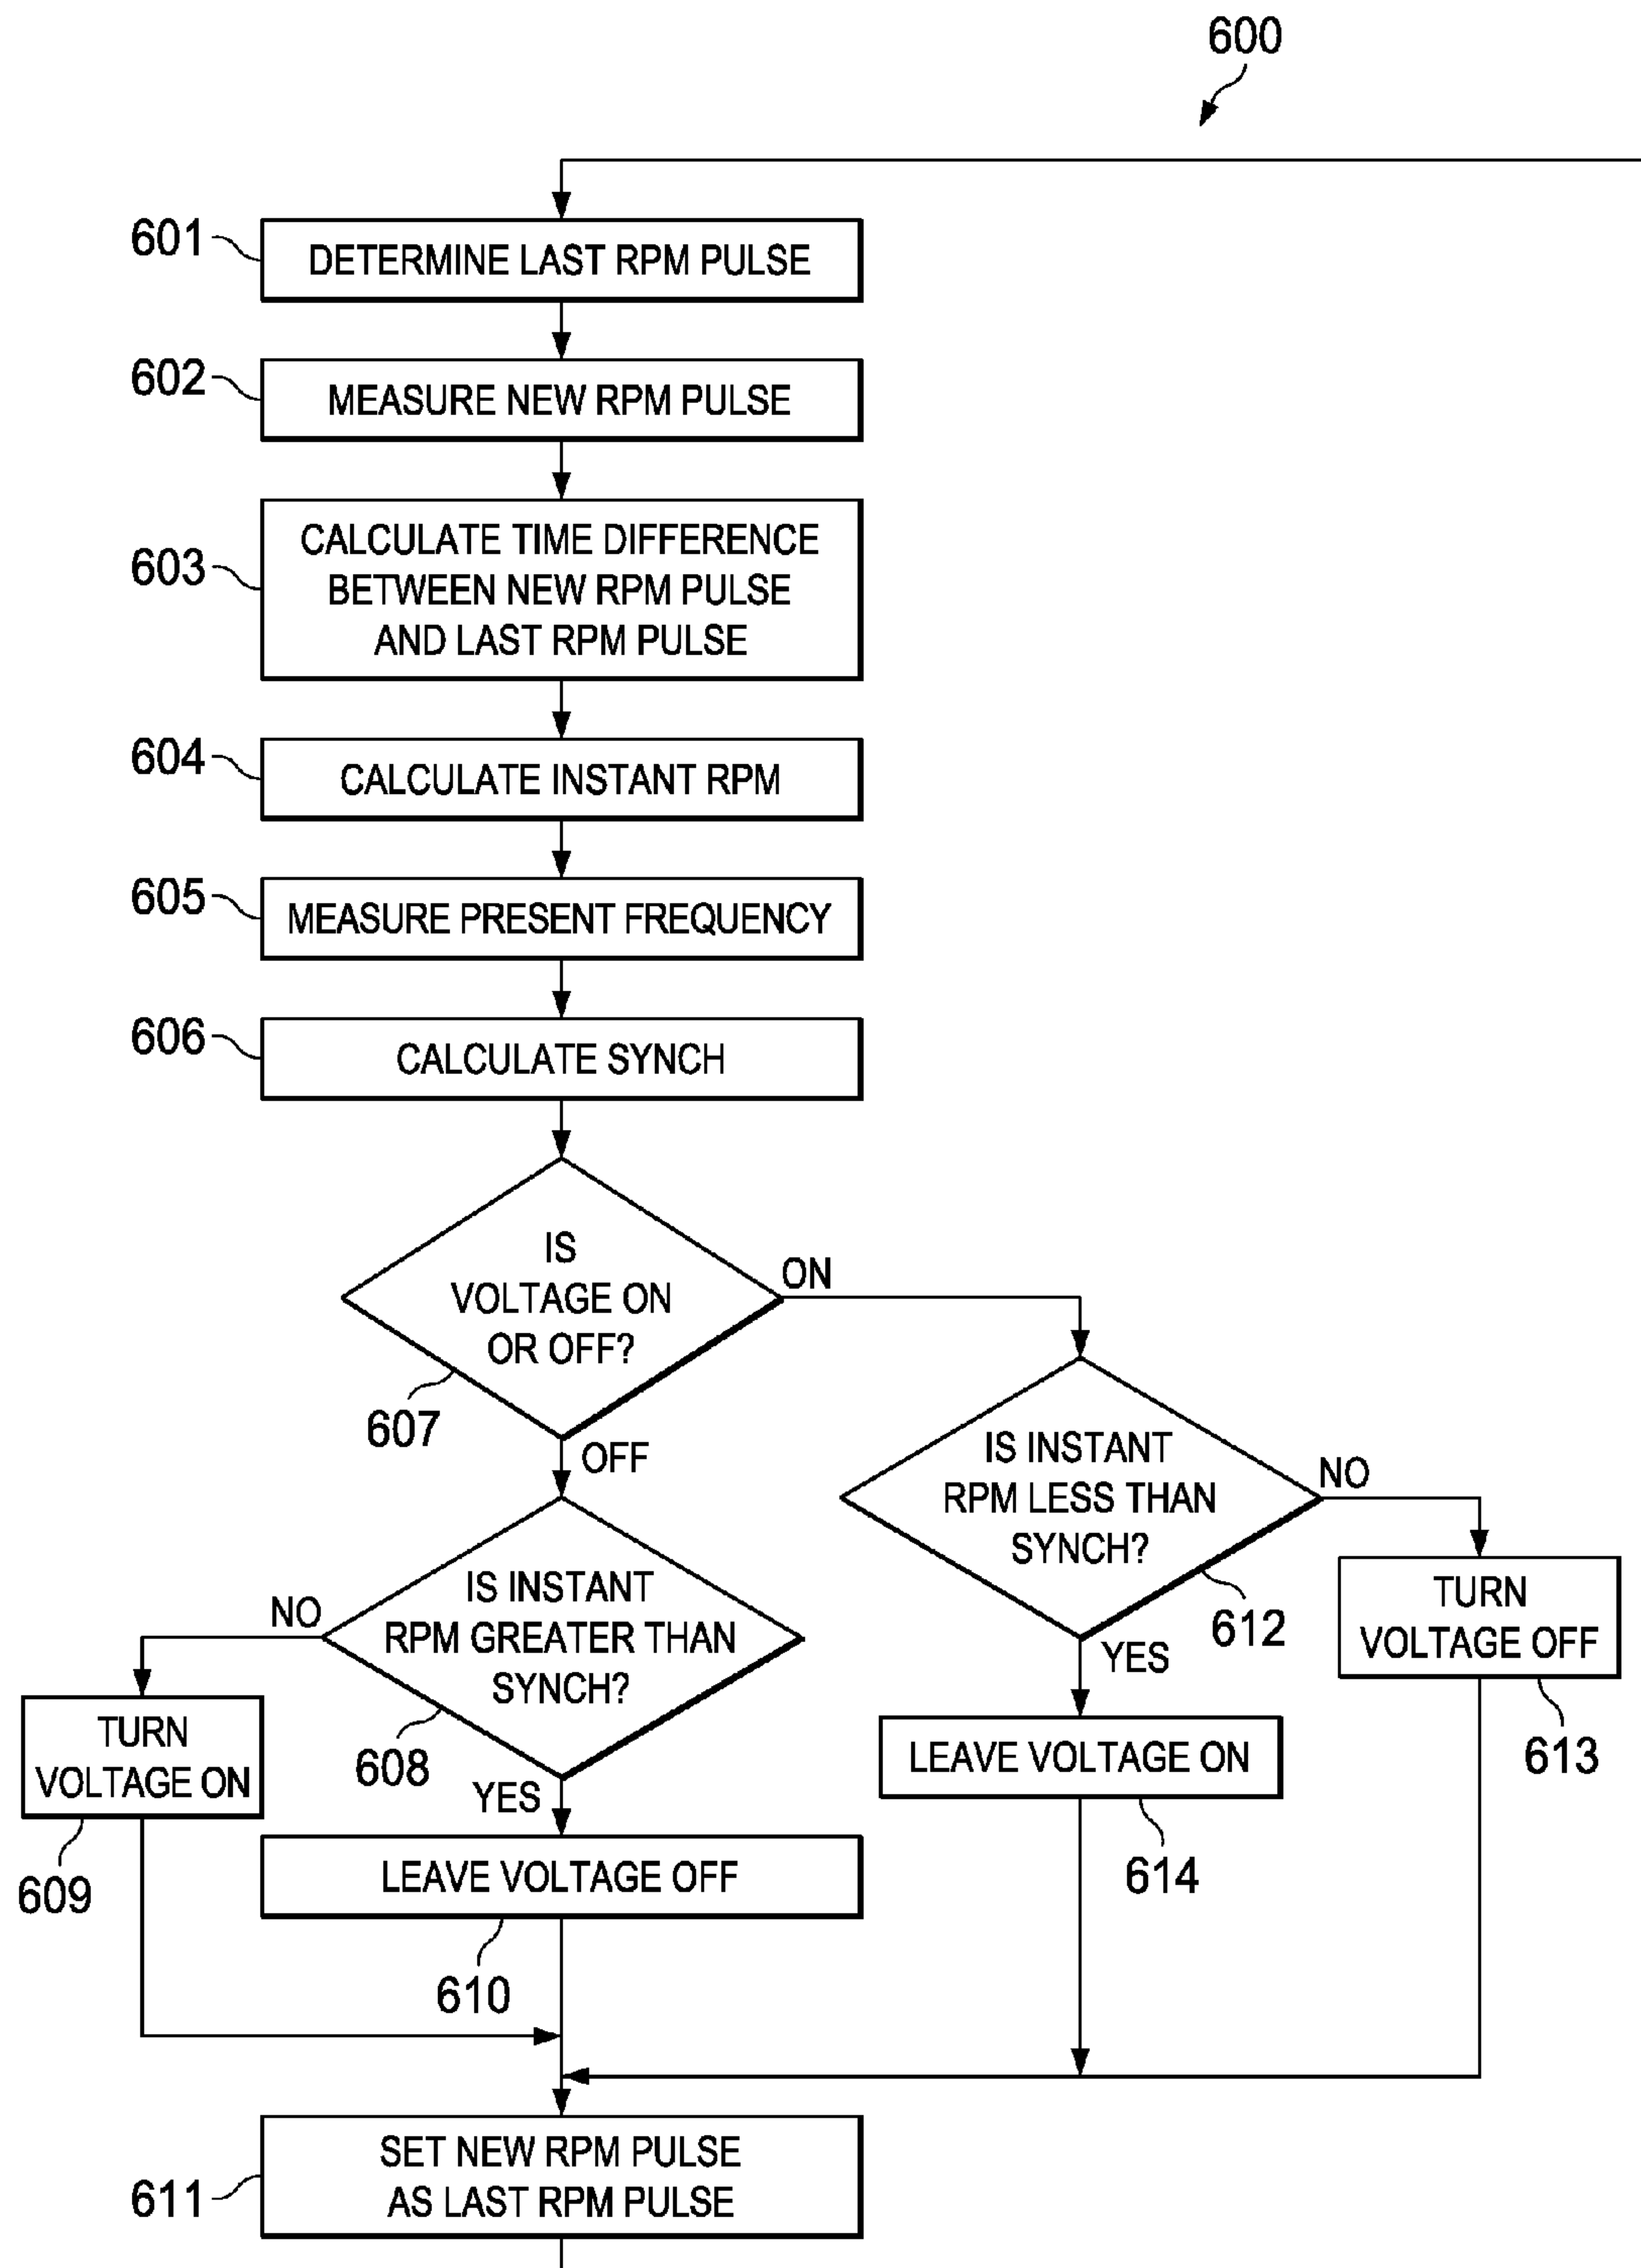 600
601
DETERMINE LAST RPM PULSE
602
MEASURE NEW RPM PULSE
603
CALCULATE TIME DIFFERENCE
BETWEEN NEW RPM PULSE
AND LAST RPM PULSE
604
CALCULATE INSTANT RPM
605
MEASURE PRESENT FREQUENCY
606
CALCULATE SYNCH
IS
VOLTAGE ON
OR OFF?
ON
607
OFF
IS INSTANT
RPM LESS THAN
SYNCH?
NO
612
YES
IS INSTANT
RPM GREATER THAN
SYNCH?
NO
608
YES
TURN
VOLTAGE OFF
613
TURN
VOLTAGE ON
609
LEAVE VOLTAGE ON
614
LEAVE VOLTAGE OFF
610
611
SET NEW RPM PULSE
AS LAST RPM PULSE